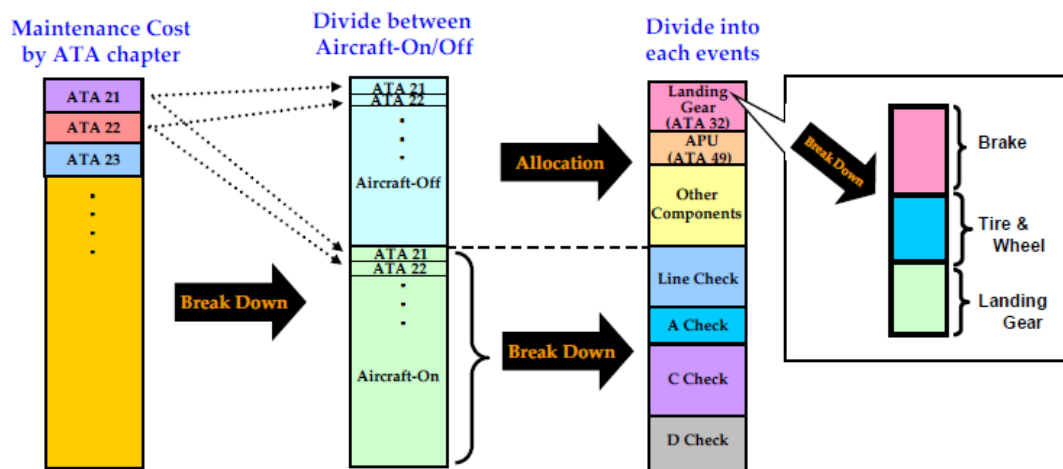 Maintenance Cost
by ATA chapter
ATA 21
ATA 22
ATA 23
Break Down
Divide between
Aircraft-On/Off
ATA 21
ATA 22
Aircraft-Off
ATA 21
ATA 22
Aircraft-On
Allocation
Break Down
Divide into
each events
Landing
Gear
(ATA 32)
APU
(ATA 49)
Other
Components
Line Check
A Check
C Check
D Check
Break Down
Brake
Tire &
Wheel
Landing
Gear